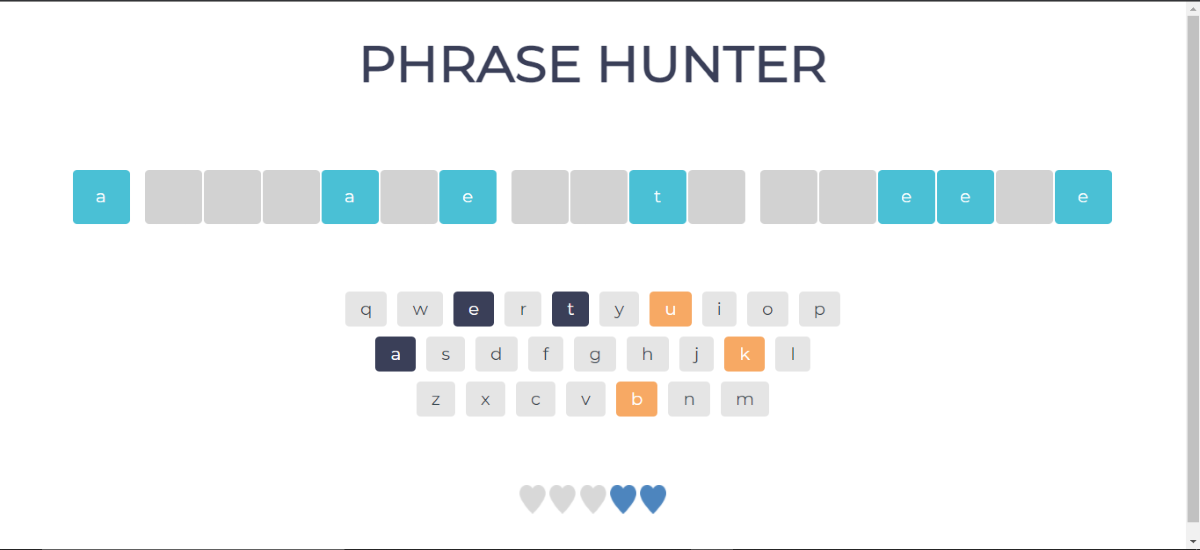 PHRASE HUNTER
a a e t e e e
q w e r t y u i o p
a s d f g h j k l
z x c v b n m